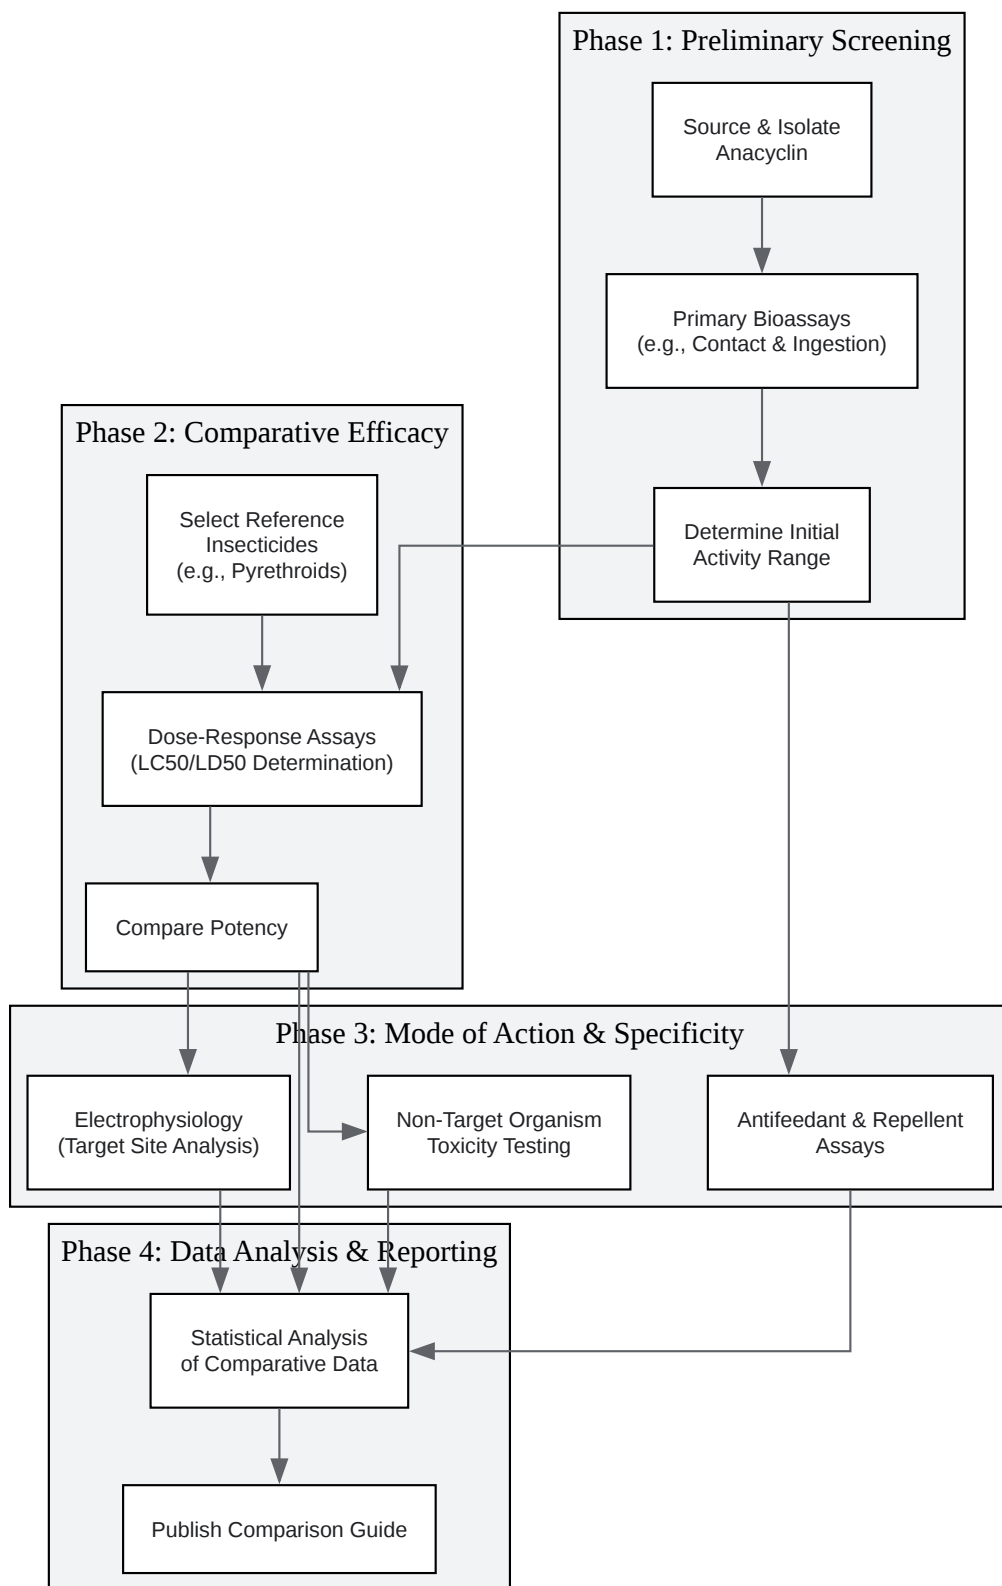 Phase 1: Preliminary Screening
Source & Isolate
Anacyclin
Primary Bioassays
(e.g., Contact & Ingestion)
Determine Initial
Activity Range
Phase 2: Comparative Efficacy
Select Reference
Insecticides
(e.g., Pyrethroids)
Dose-Response Assays
(LC50/LD50 Determination)
Compare Potency
Phase 3: Mode of Action & Specificity
Electrophysiology
(Target Site Analysis)
Non-Target Organism
Toxicity Testing
Antifeedant & Repellent
Assays
Phase 4: Data Analysis & Reporting
Statistical Analysis
of Comparative Data
Publish Comparison Guide